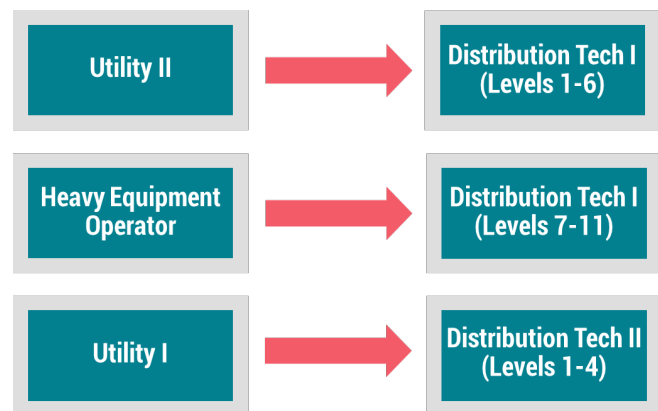 Utility II
Distribution Tech I
(Levels 1-6)
Heavy Equipment
Operator
Distribution Tech I
(Levels 7-11)
Utility I
Distribution Tech II
(Levels 1-4)